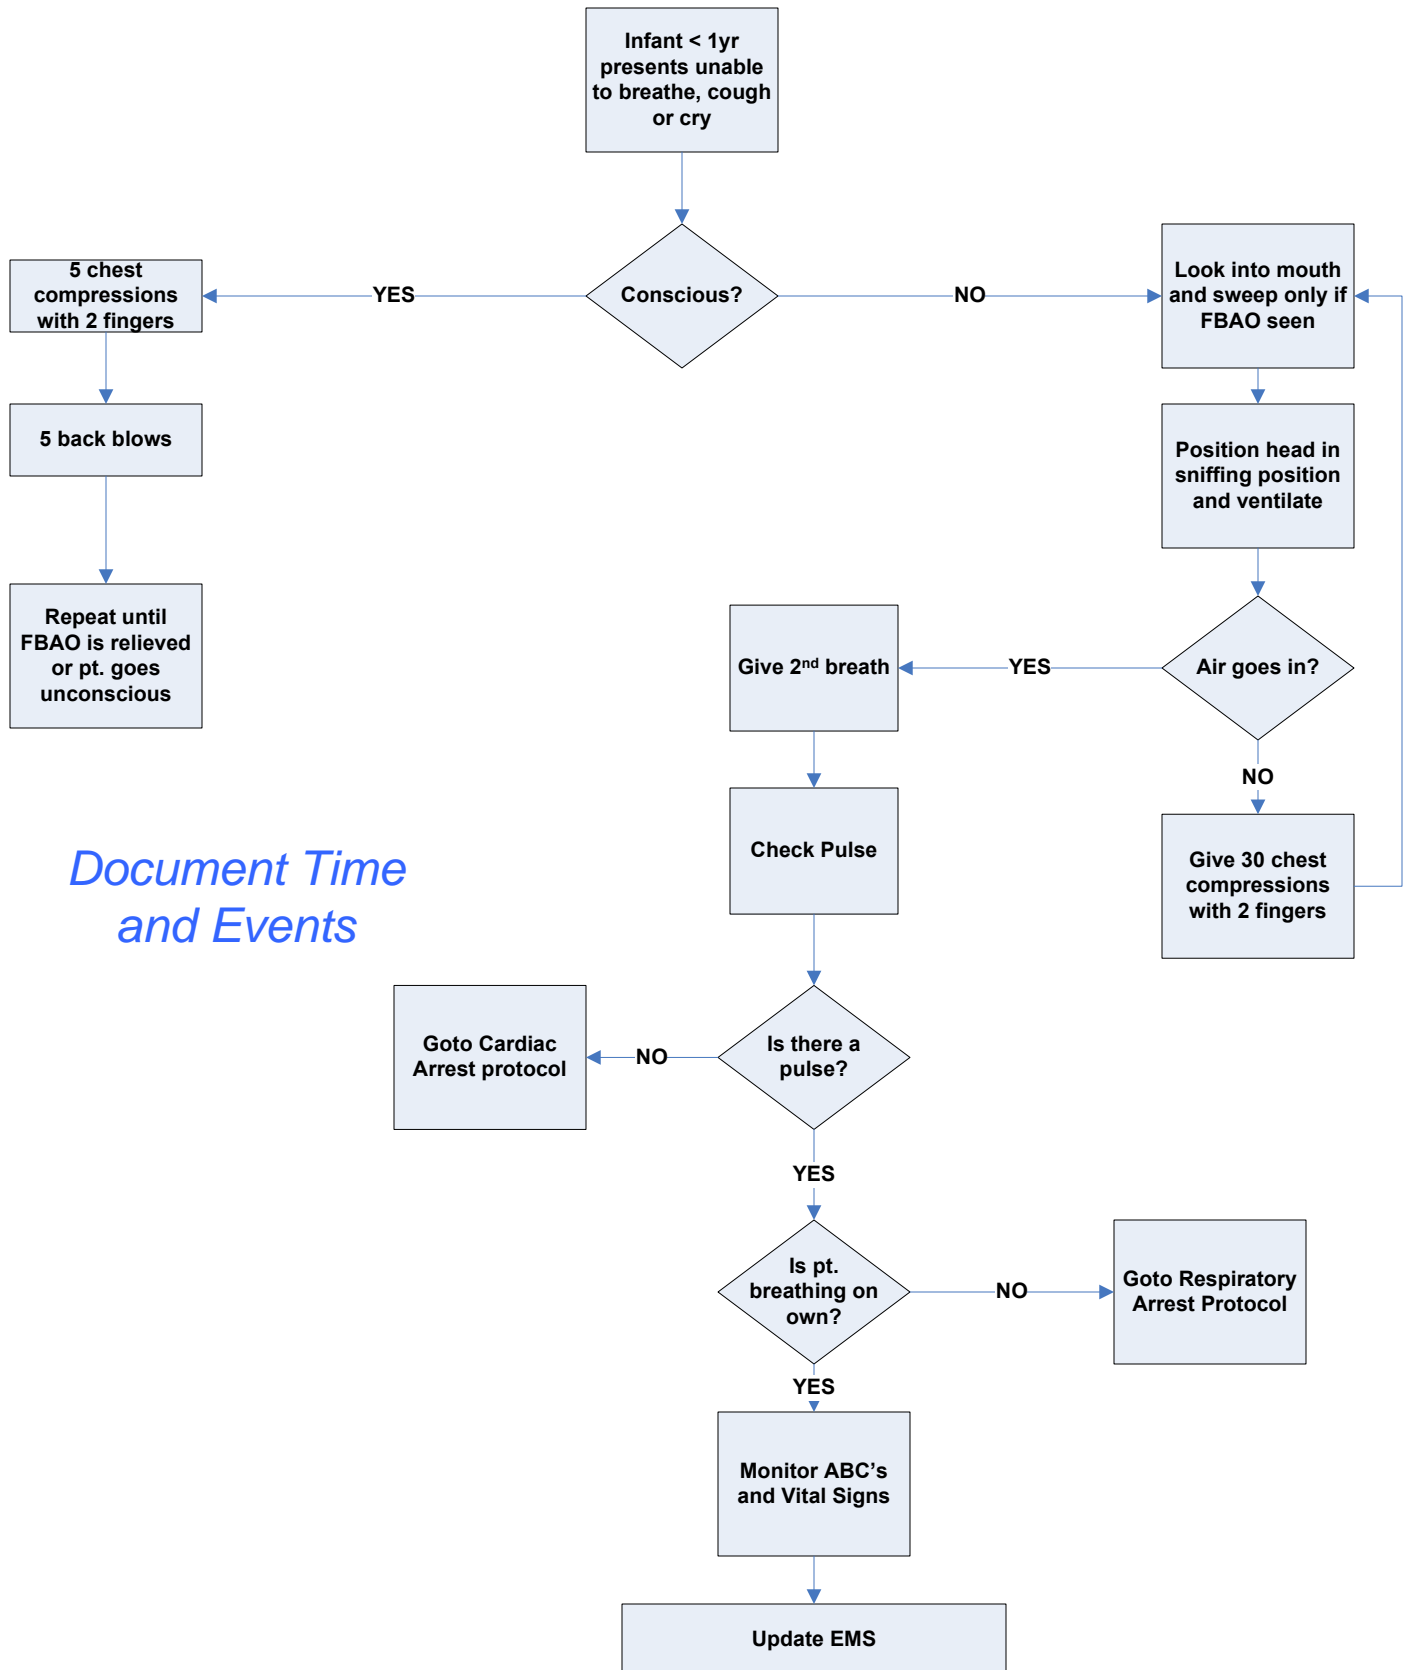 Infant < 1yr
presents unable
to breathe, cough
or cry
Conscious?
YES
NO
5 chest
compressions
with 2 fingers
5 back blows
Repeat until
FBAO is relieved
or pt. goes
unconscious
Look into mouth
and sweep only if
FBAO seen
Position head in
sniffing position
and ventilate
Air goes in?
YES
NO
Give 30 chest
compressions
with 2 fingers
Give 2nd breath
Check Pulse
Document Time
and Events
Is there a
pulse?
NO
Goto Cardiac
Arrest protocol
YES
Is pt.
breathing on
own?
NO
Goto Respiratory
Arrest Protocol
YES
Monitor ABC’s
and Vital Signs
Update EMS